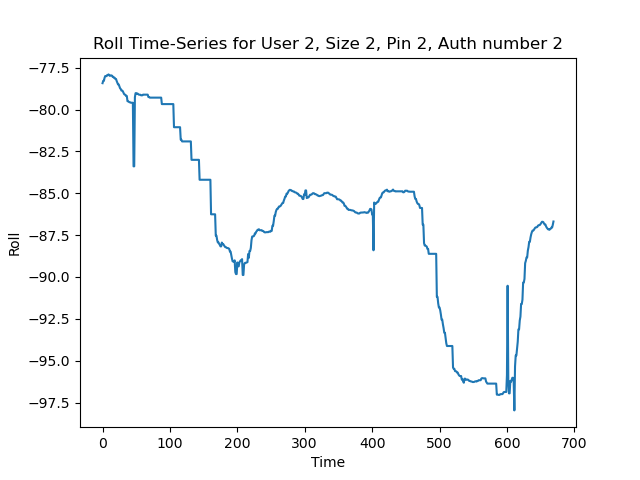 Roll Time-Series for User 2, Size 2, Pin 2, Auth number 2
−77.5
−80.0
−82.5
−85.0
−87.5
−90.0
−92.5
−95.0
−97.5
Roll
0 100 200 300 400 500 600 700
Time